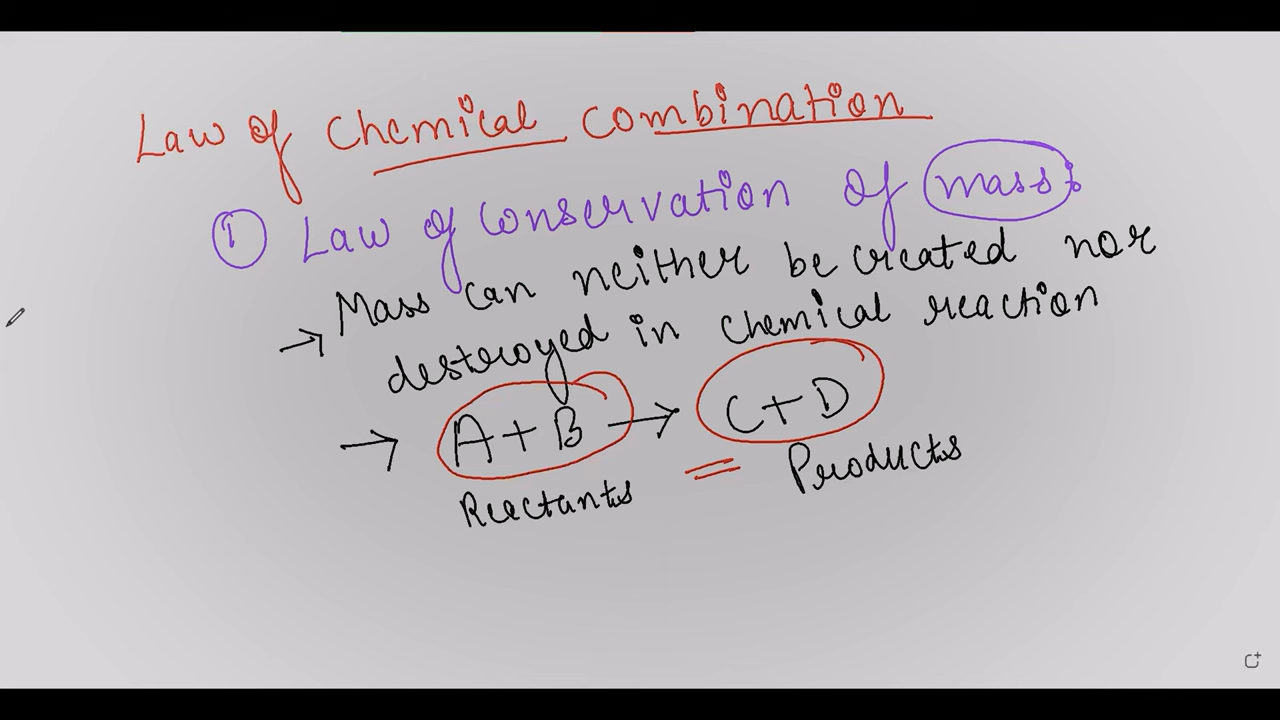 Law of Chemical Combination
① Law of Conservation of mass:
→ Mass can neither be created nor
destroyed in chemical reaction
→ A+B → C+D
Reactants = Products